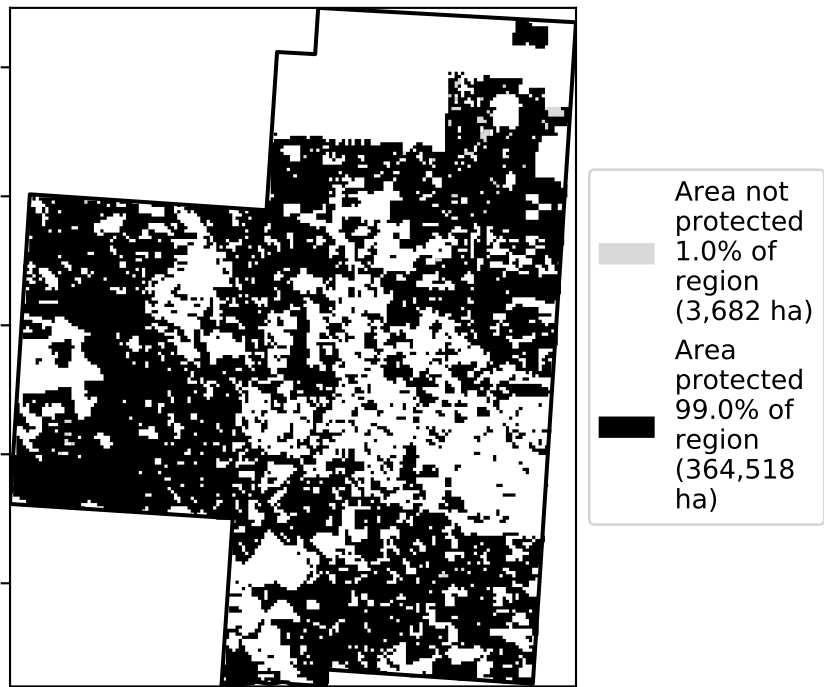 Area not
protected
1.0% of
region
(3,682 ha)
Area
protected
99.0% of
region
(364,518
ha)